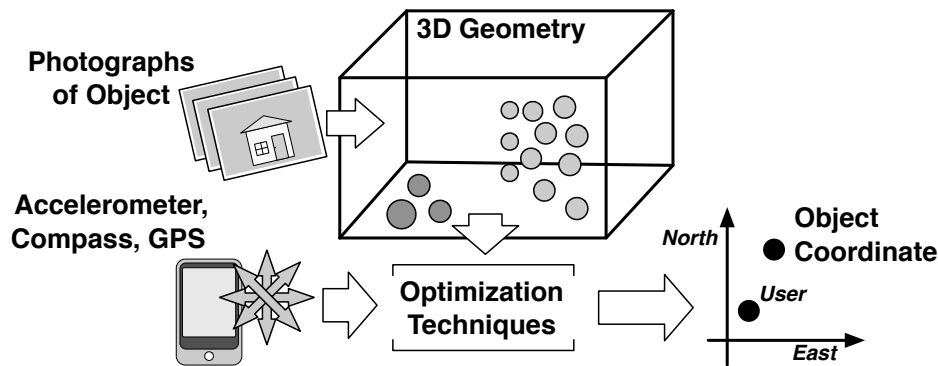 3D Geometry
Photographs
of Object
Accelerometer,
Compass, GPS
Optimization
Techniques
North
Object
Coordinate
User
East